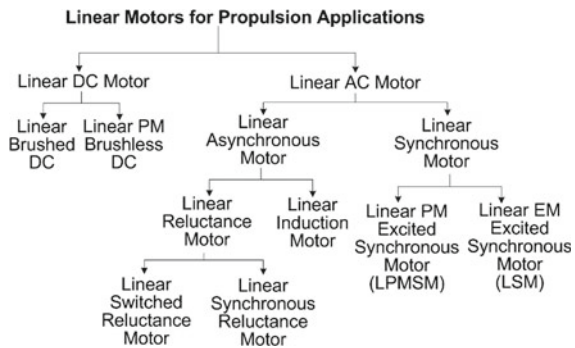 Linear Motors for Propulsion Applications
Linear DC Motor
Linear AC Motor
Linear
Brushed
DC
Linear PM
Brushless
DC
Linear
Asynchronous
Motor
Linear
Synchronous
Motor
Linear
Reluctance
Motor
Linear
Induction
Motor
Linear PM
Excited
Synchronous
Motor
(LPMSM)
Linear EM
Excited
Synchronous
Motor
(LSM)
Linear
Switched
Reluctance
Motor
Linear
Synchronous
Reluctance
Motor